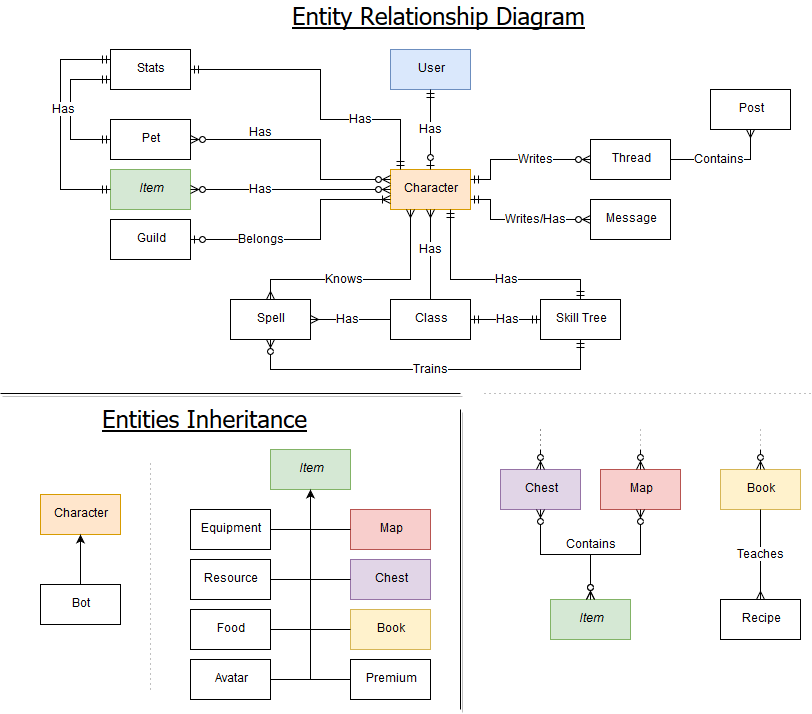 Entity Relationship Diagram
Stats
User
Post
Has
Has
Has
Pet
Has
Writes
Thread
Contains
Item
Has
Character
Writes/Has
Message
Guild
Belongs
Has
Knows
Has
Spell
Has
Class
Has
Skill Tree
Trains
Entities Inheritance
Character
Bot
Item
Equipment
Map
Resource
Chest
Food
Book
Avatar
Premium
Chest
Map
Book
Contains
Teaches
Item
Recipe